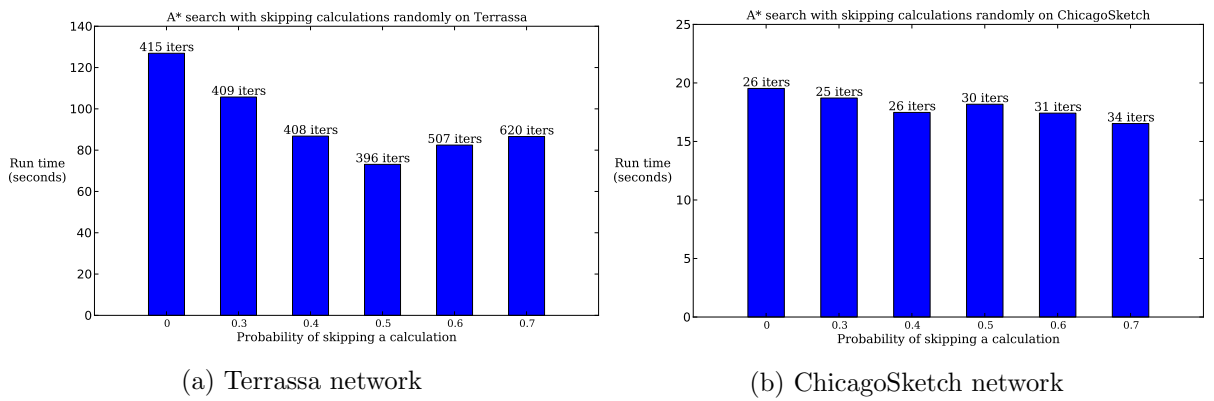 A* search with skipping calculations randomly on Terrassa
140
120
100
80
60
40
20
0
Run time
(seconds)
415 iters
409 iters
408 iters
396 iters
507 iters
620 iters
0 0.3 0.4 0.5 0.6 0.7
Probability of skipping a calculation
(a) Terrassa network
A* search with skipping calculations randomly on ChicagoSketch
25
20
15
10
5
0
Run time
(seconds)
26 iters
25 iters
26 iters
30 iters
31 iters
34 iters
0 0.3 0.4 0.5 0.6 0.7
Probability of skipping a calculation
(b) ChicagoSketch network